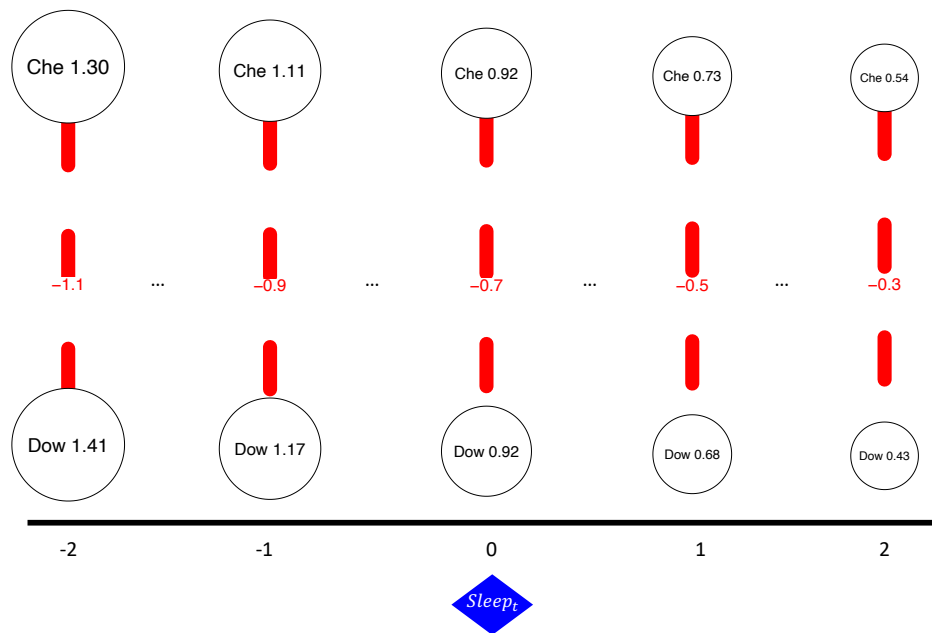 Che 1.30 Che 1.11 Che 0.92 Che 0.73 Che 0.54
−1.1 ... −0.9 ... −0.7 ... −0.5 ... −0.3
Dow 1.41 Dow 1.17 Dow 0.92 Dow 0.68 Dow 0.43
-2 -1 0 1 2
Sleepₜ